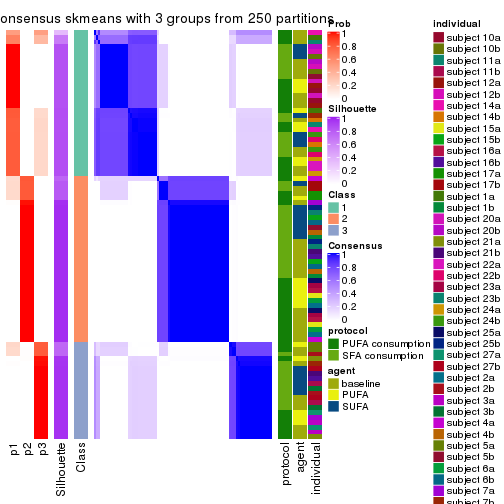 onsensus skmeans with 3 groups from 250 partitions
Prob
1
0.8
0.6
0.4
0.2
0
Silhouette
1
0.8
0.6
0.4
0.2
0
Class
1
2
3
Consensus
1
0.8
0.6
0.4
0.2
0
protocol
PUFA consumption
SFA consumption
agent
baseline
PUFA
SUFA
individual
subject 10a
subject 10b
subject 11a
subject 11b
subject 12a
subject 12b
subject 14a
subject 14b
subject 15a
subject 15b
subject 16a
subject 16b
subject 17a
subject 17b
subject 1a
subject 1b
subject 20a
subject 20b
subject 21a
subject 21b
subject 22a
subject 22b
subject 23a
subject 23b
subject 24a
subject 24b
subject 25a
subject 25b
subject 27a
subject 27b
subject 2a
subject 2b
subject 3a
subject 3b
subject 4a
subject 4b
subject 5a
subject 5b
subject 6a
subject 6b
subject 7a
subject 7b
p1
p2
p3
Silhouette
Class
protocol
agent
individual